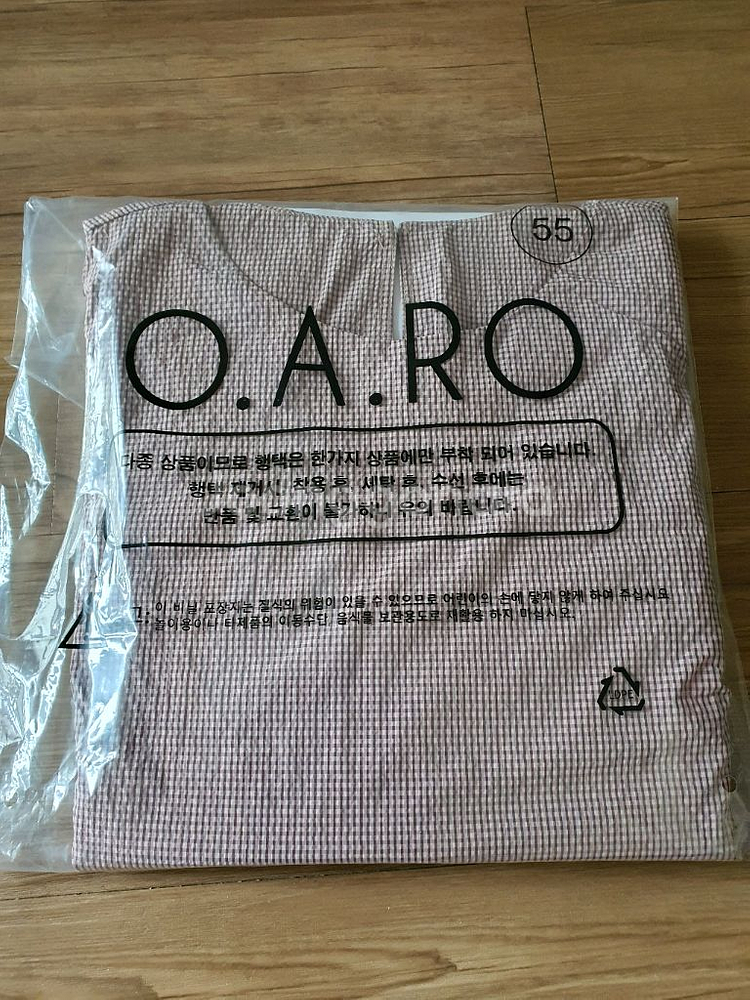 55
O.A.RO
다종 상품이므로 행택은 한가지 상품에만 부착 되어 있습니다.
행택 제거시, 착용 후, 세탁 후, 수선 후에는
반품 및 교환이 불가하니 유의 바랍니다.
이 비닐 포장지는 질식의 위험이 있을 수 있으므로 어린이의 손에 닿지 않게 하여 주십시요.
놀이용이나 타제품의 이동수단, 음식물 보관용도로 재활용 하지 마십시오.
LDPE